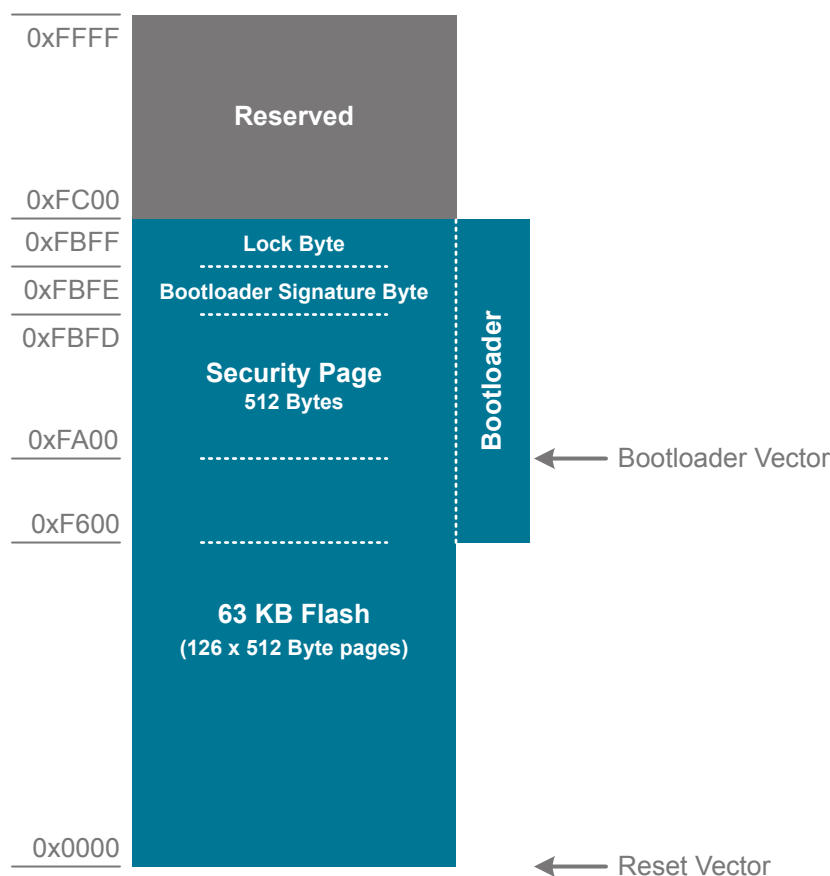 0xFFFF
Reserved
0xFC00
0xFBFF
Lock Byte
0xFBFE
Bootloader Signature Byte
0xFBFD
Security Page
512 Bytes
Bootloader
0xFA00
Bootloader Vector
0xF600
63 KB Flash
(126 x 512 Byte pages)
0x0000
Reset Vector